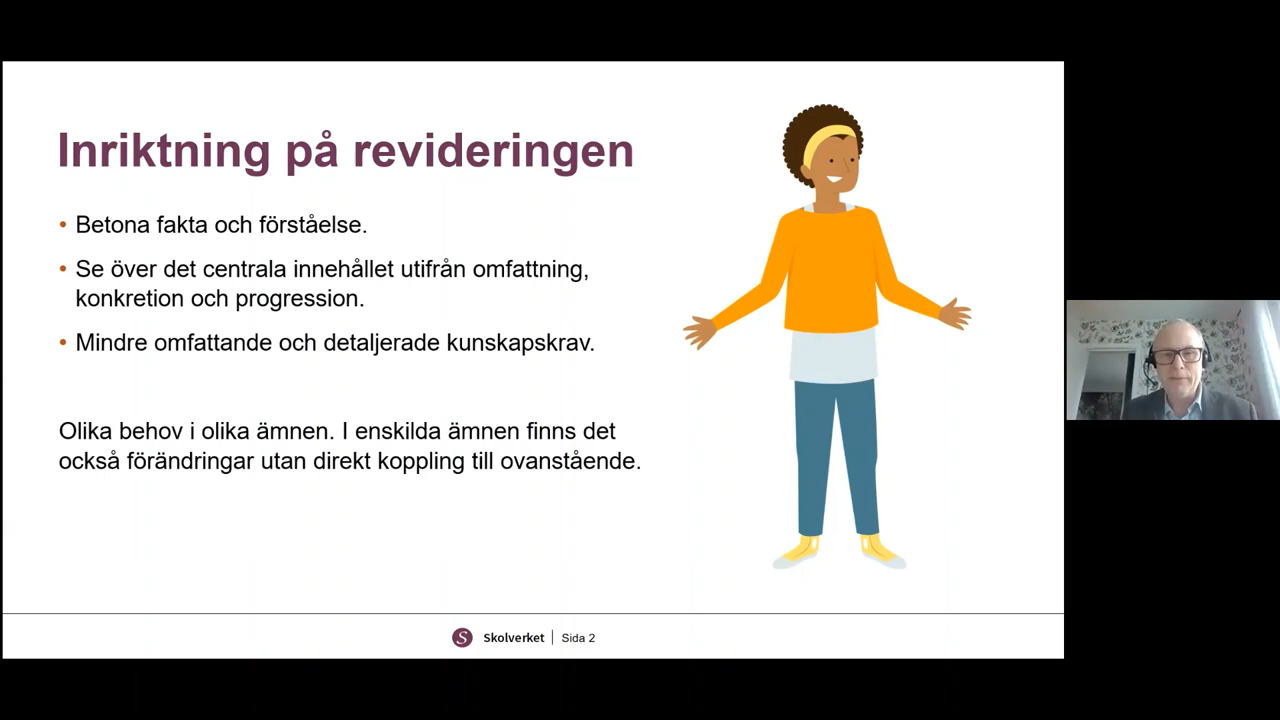 Inriktning på revideringen
• Betona fakta och förståelse.
• Se över det centrala innehållet utifrån omfattning,
konkretion och progression.
• Mindre omfattande och detaljerade kunskapskrav.
Olika behov i olika ämnen. I enskilda ämnen finns det
också förändringar utan direkt koppling till ovanstående.
S Skolverket | Sida 2